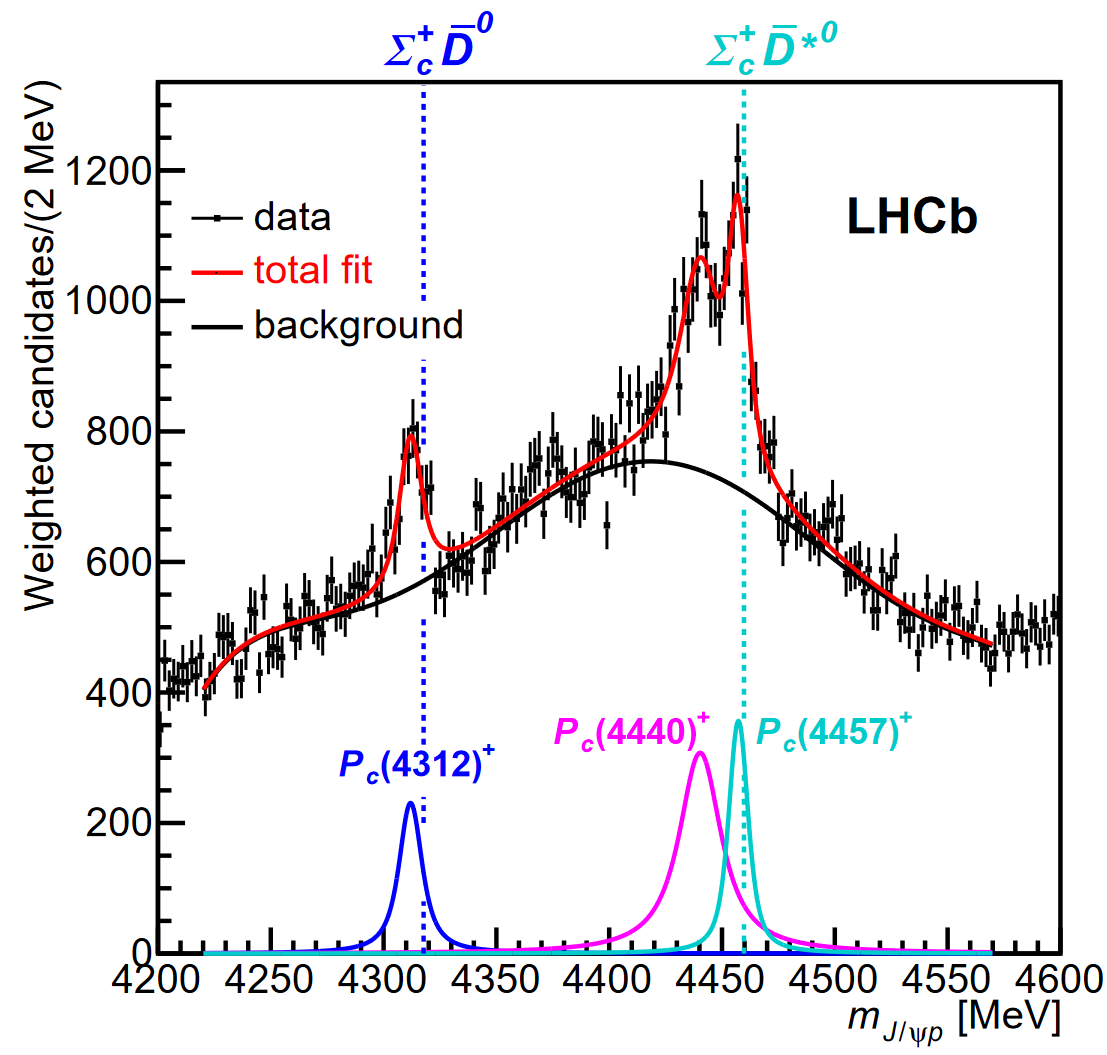 Σc+ D̅0
Σc+ D̅*0
Weighted candidates/(2 MeV)
1200
1000
800
600
400
200
0
data
total fit
background
LHCb
Pc(4312)+
Pc(4440)+
Pc(4457)+
4200 4250 4300 4350 4400 4450 4500 4550 4600
mJ/ψp [MeV]